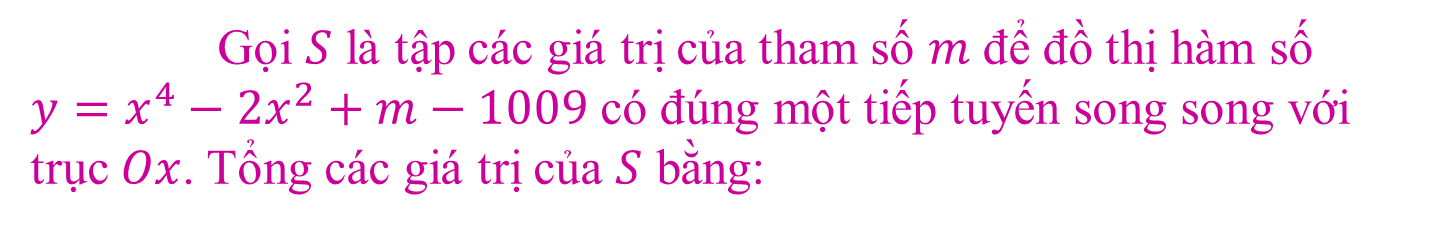 Gọi S là tập các giá trị của tham số m để đồ thị hàm số
y = x⁴ − 2x² + m − 1009 có đúng một tiếp tuyến song song với
trục Ox. Tổng các giá trị của S bằng: